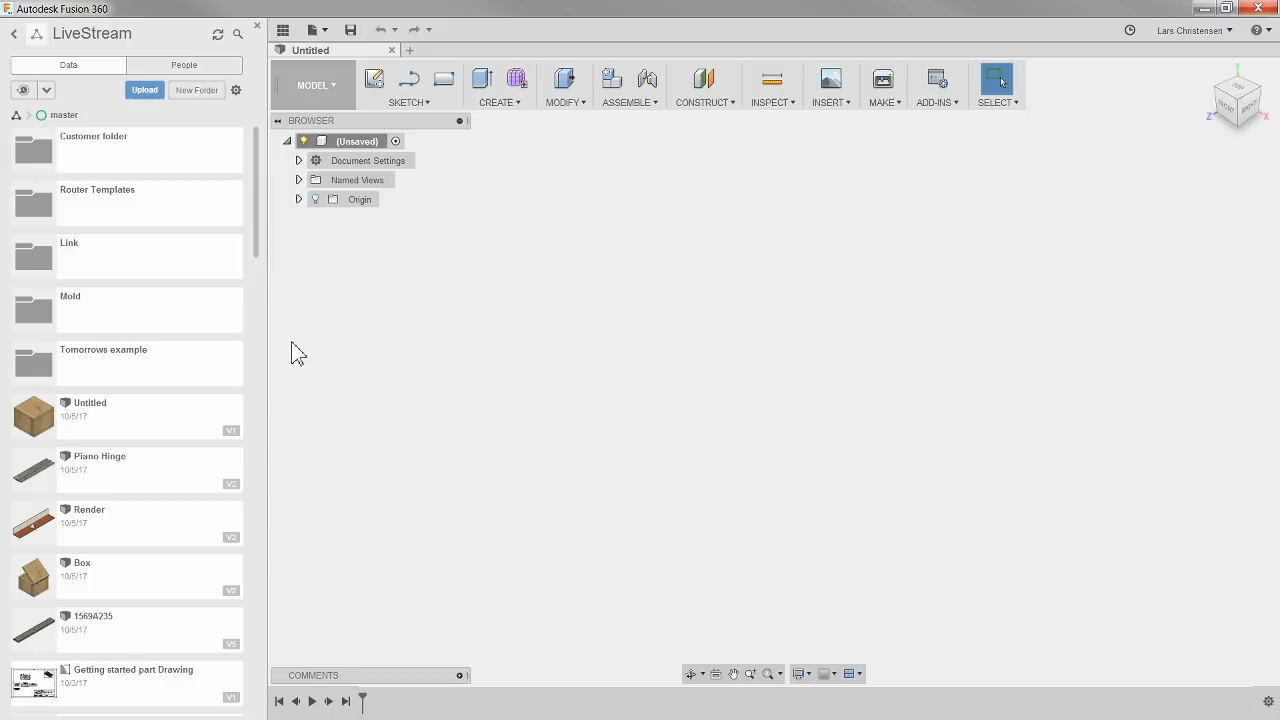 Autodesk Fusion 360
LiveStream
Data
People
Upload
New Folder
master
Customer folder
Router Templates
Link
Mold
Tomorrows example
Untitled
10/5/17
V1
Piano Hinge
10/5/17
V2
Render
10/5/17
V2
Box
10/5/17
V2
1569A235
10/5/17
V5
Getting started part Drawing
10/3/17
V1
Lars Christensen
Untitled
MODEL
SKETCH
CREATE
MODIFY
ASSEMBLE
CONSTRUCT
INSPECT
INSERT
MAKE
ADD-INS
SELECT
BROWSER
(Unsaved)
Document Settings
Named Views
Origin
Y
TOP
FRONT
RIGHT
Z
X
COMMENTS